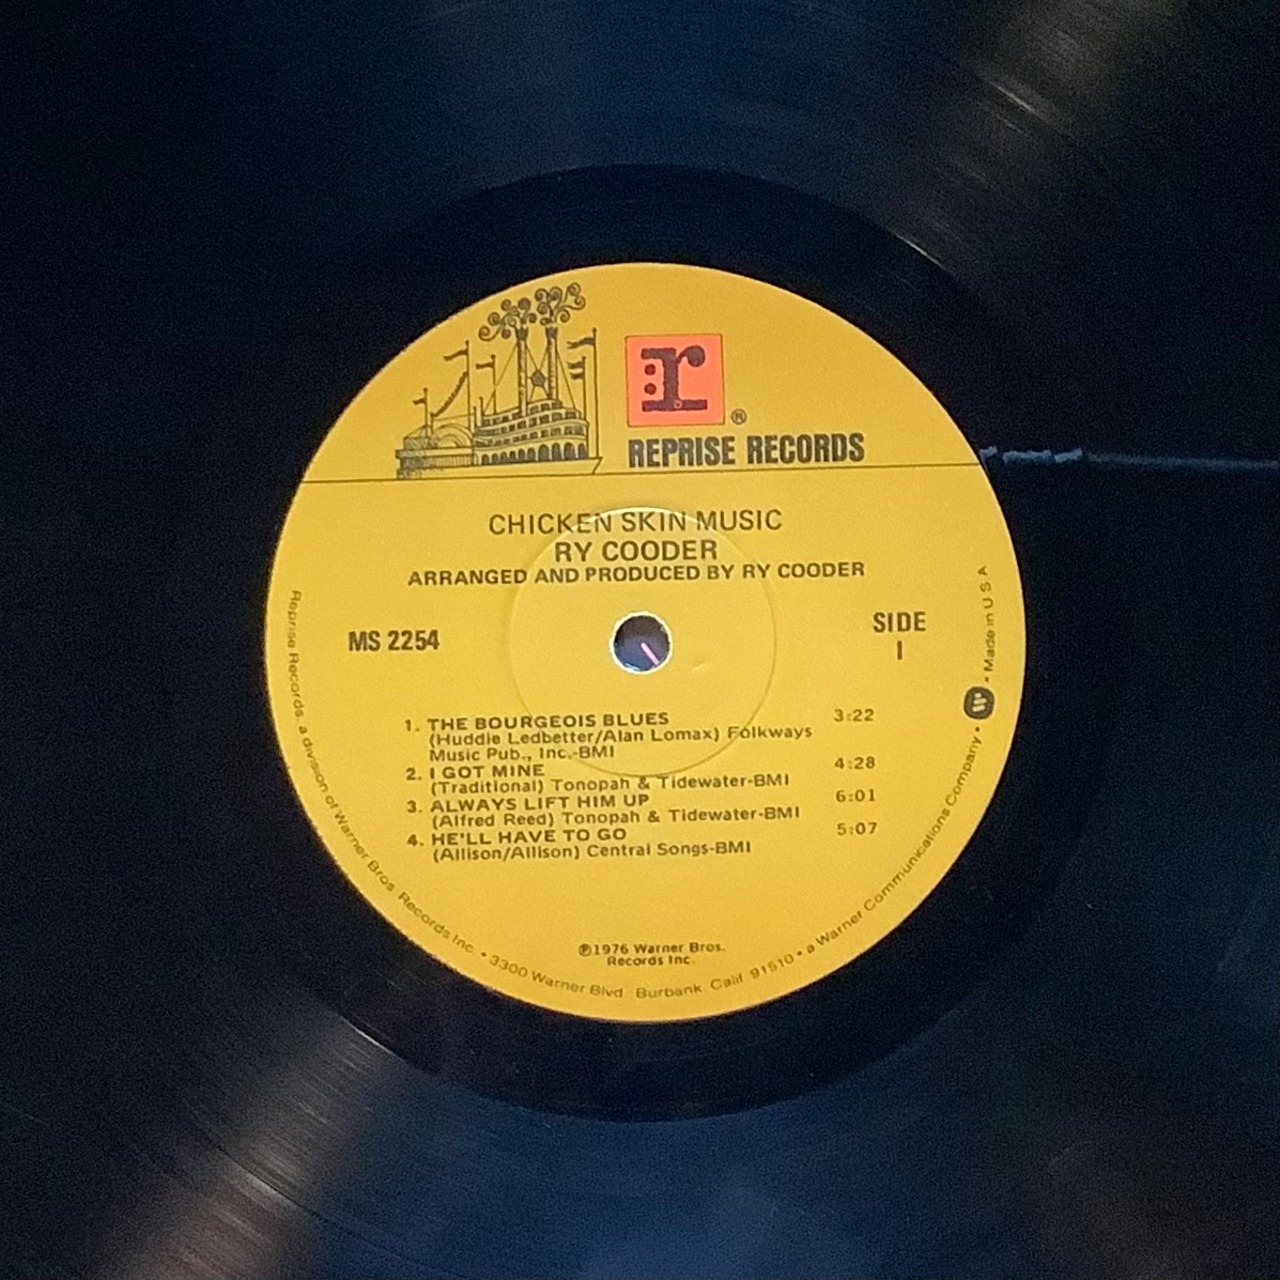 r
®
REPRISE RECORDS
CHICKEN SKIN MUSIC
RY COODER
ARRANGED AND PRODUCED BY RY COODER
MS 2254
SIDE
1
1. THE BOURGEOIS BLUES 3:22
(Huddie Ledbetter/Alan Lomax) Folkways
Music Pub., Inc.-BMI
2. I GOT MINE 4:28
(Traditional) Tonopah & Tidewater-BMI
3. ALWAYS LIFT HIM UP 6:01
(Alfred Reed) Tonopah & Tidewater-BMI
4. HE'LL HAVE TO GO 5:07
(Allison/Allison) Central Songs-BMI
℗1976 Warner Bros.
Records Inc.
Reprise Records, a division of Warner Bros. Records Inc. • 3300 Warner Blvd. Burbank, Calif. 91510 • a Warner Communications Company • W • Made in U S A